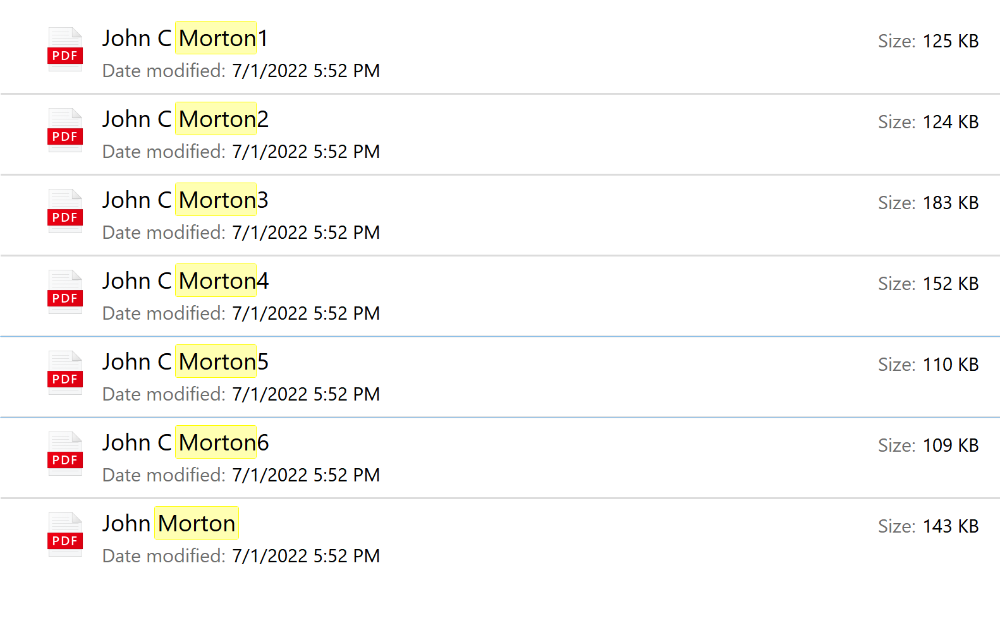 John C Morton1
Size: 125 KB
PDF
Date modified: 7/1/2022 5:52 PM
John C Morton2
Size: 124 KB
PDF
Date modified: 7/1/2022 5:52 PM
John C Morton3
Size: 183 KB
PDF
Date modified: 7/1/2022 5:52 PM
John C Morton4
Size: 152 KB
PDF
Date modified: 7/1/2022 5:52 PM
John C Morton5
Size: 110 KB
PDF
Date modified: 7/1/2022 5:52 PM
John C Morton6
Size: 109 KB
PDF
Date modified: 7/1/2022 5:52 PM
John Morton
Size: 143 KB
PDF
Date modified: 7/1/2022 5:52 PM